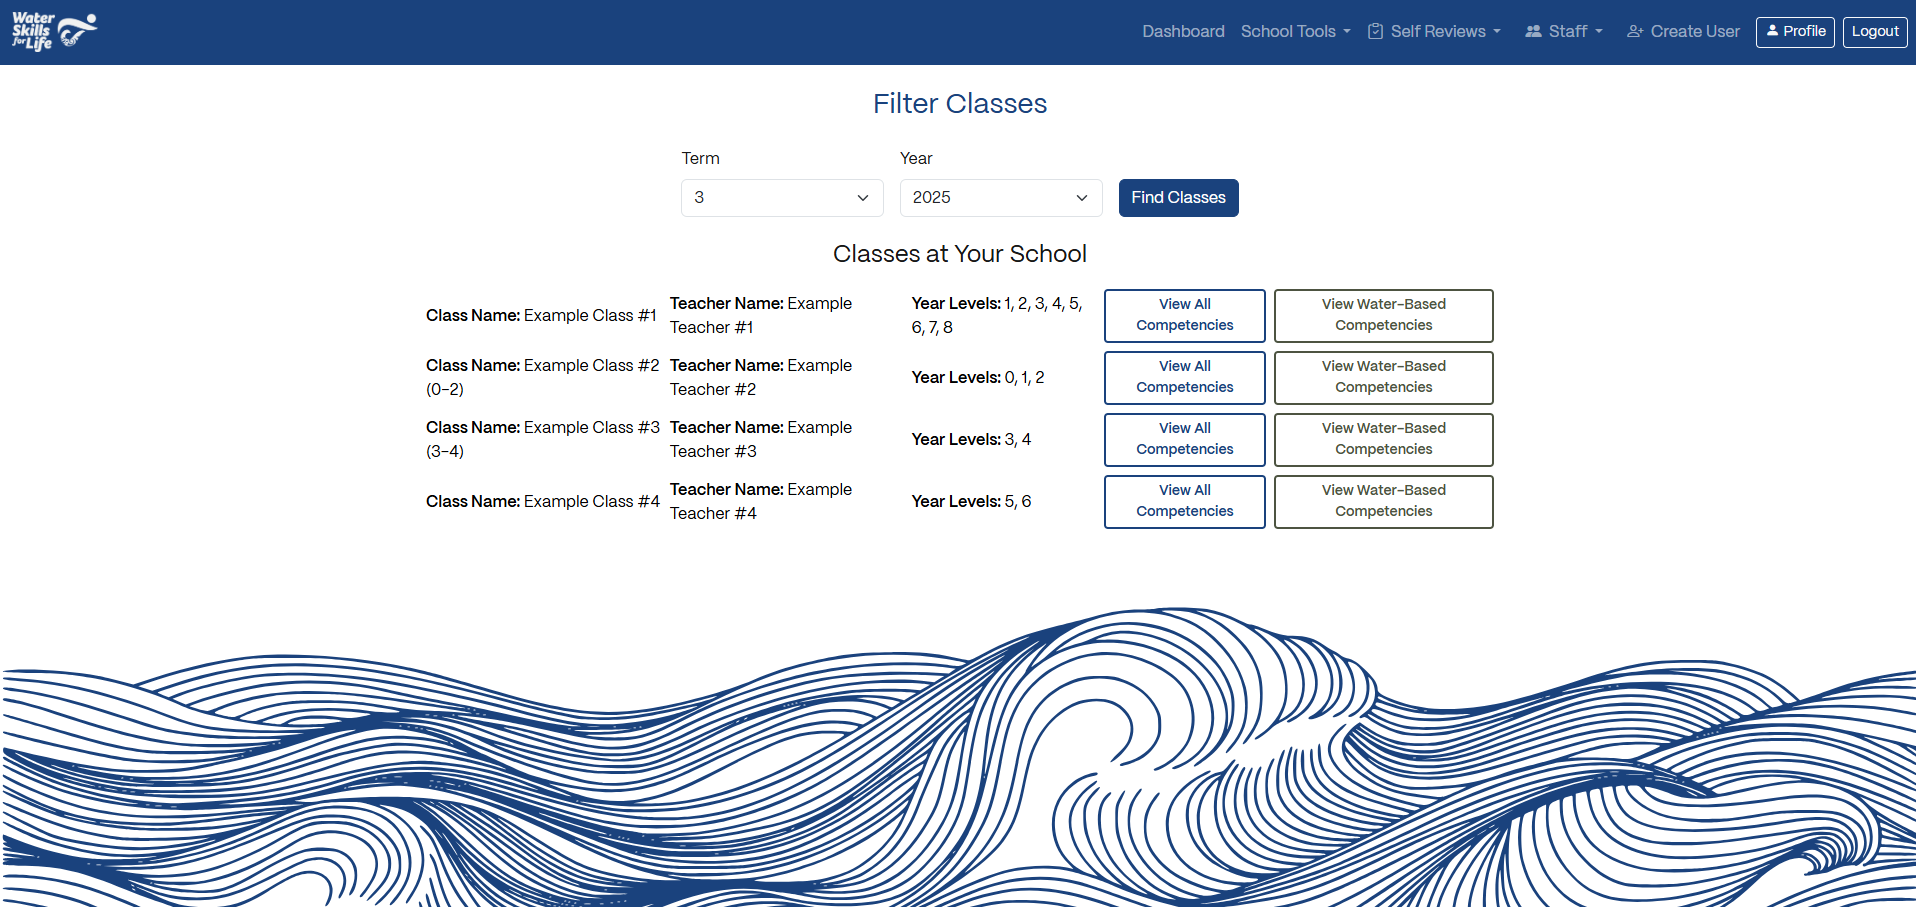 Water
Skills
for Life
Dashboard School Tools Self Reviews Staff Create User Profile Logout
Filter Classes
Term Year
3 2025 Find Classes
Classes at Your School
Class Name: Example Class #1
Teacher Name: Example
Teacher #1
Year Levels: 1, 2, 3, 4, 5,
6, 7, 8
View All
Competencies
View Water-Based
Competencies
Class Name: Example Class #2
(0-2)
Teacher Name: Example
Teacher #2
Year Levels: 0, 1, 2
View All
Competencies
View Water-Based
Competencies
Class Name: Example Class #3
(3-4)
Teacher Name: Example
Teacher #3
Year Levels: 3, 4
View All
Competencies
View Water-Based
Competencies
Class Name: Example Class #4
Teacher Name: Example
Teacher #4
Year Levels: 5, 6
View All
Competencies
View Water-Based
Competencies